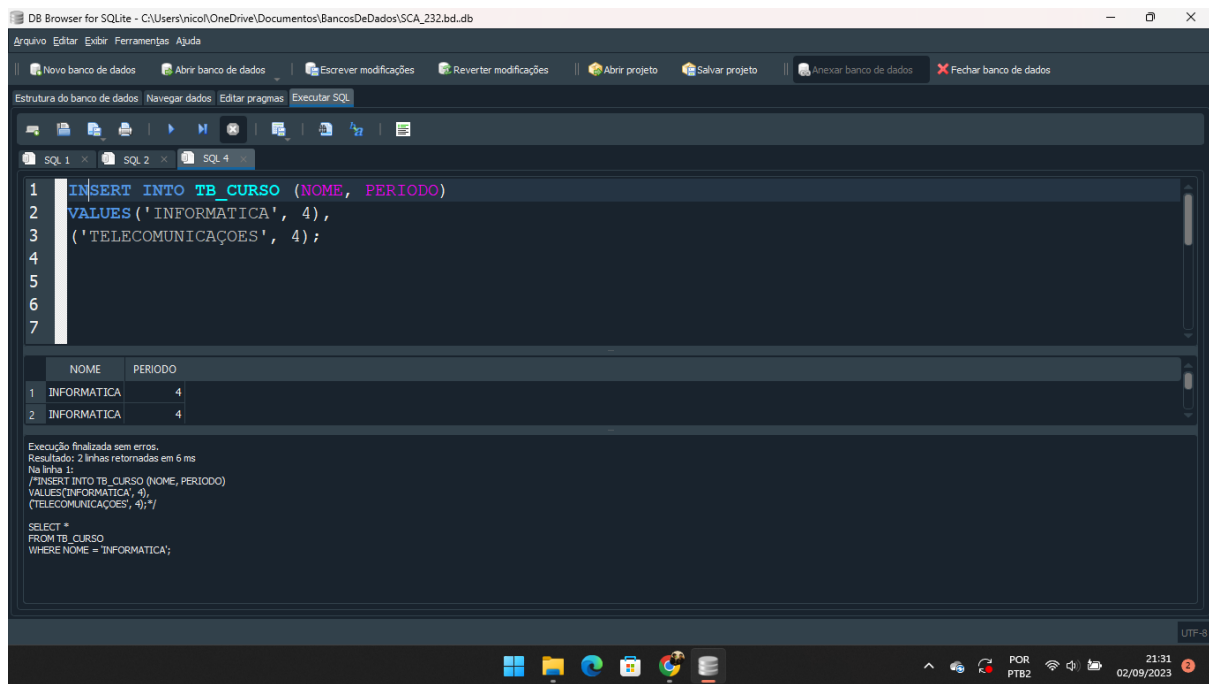 DB Browser for SQLite - C:\Users\nicol\OneDrive\Documentos\BancosDeDados\SCA_232.bd..db
Arquivo Editar Exibir Ferramentas Ajuda
Novo banco de dados Abrir banco de dados Escrever modificações Reverter modificações Abrir projeto Salvar projeto Anexar banco de dados Fechar banco de dados
Estrutura do banco de dados Navegar dados Editar pragmas Executar SQL
SQL 1 SQL 2 SQL 4
1 INSERT INTO TB_CURSO (NOME, PERIODO)
2 VALUES('INFORMATICA', 4),
3 ('TELECOMUNICAÇOES', 4);
4
5
6
7
NOME PERIODO
1 INFORMATICA 4
2 INFORMATICA 4
Execução finalizada sem erros.
Resultado: 2 linhas retornadas em 6 ms
Na linha 1:
/*INSERT INTO TB_CURSO (NOME, PERIODO)
VALUES('INFORMATICA', 4),
('TELECOMUNICAÇOES', 4);*/
SELECT *
FROM TB_CURSO
WHERE NOME = 'INFORMATICA';
UTF-8
POR 21:31
PTB2 02/09/2023 2